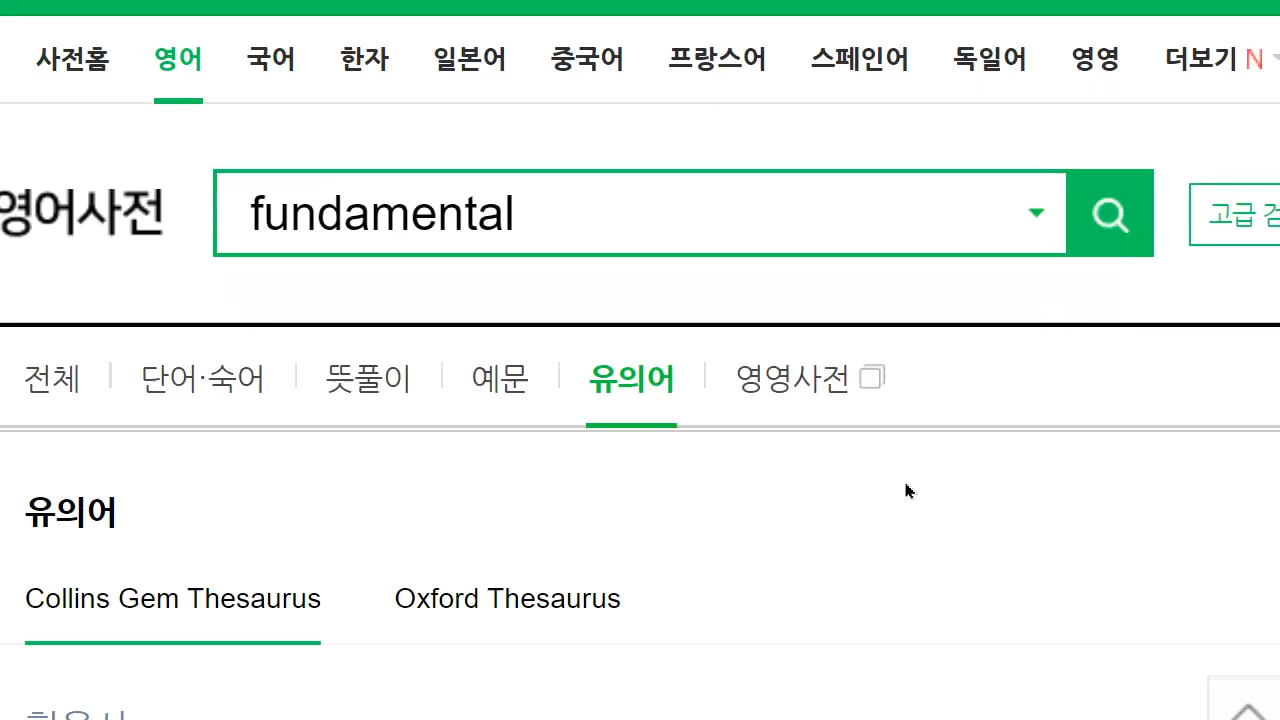 사전홈 영어 국어 한자 일본어 중국어 프랑스어 스페인어 독일어 영영 더보기 N
영어사전 fundamental 고급
전체 단어·숙어 뜻풀이 예문 유의어 영영사전
유의어
Collins Gem Thesaurus Oxford Thesaurus